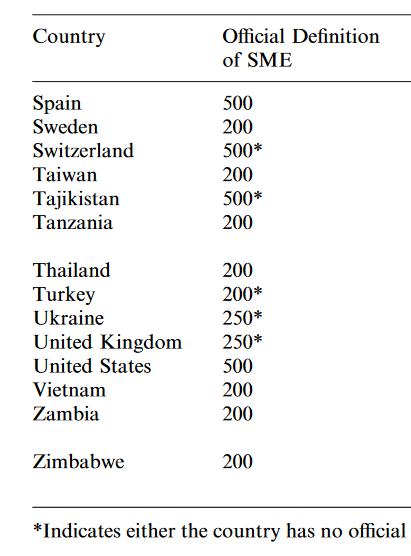 Country Official Definition
of SME
Spain 500
Sweden 200
Switzerland 500*
Taiwan 200
Tajikistan 500*
Tanzania 200
Thailand 200
Turkey 200*
Ukraine 250*
United Kingdom 250*
United States 500
Vietnam 200
Zambia 200
Zimbabwe 200
*Indicates either the country has no official